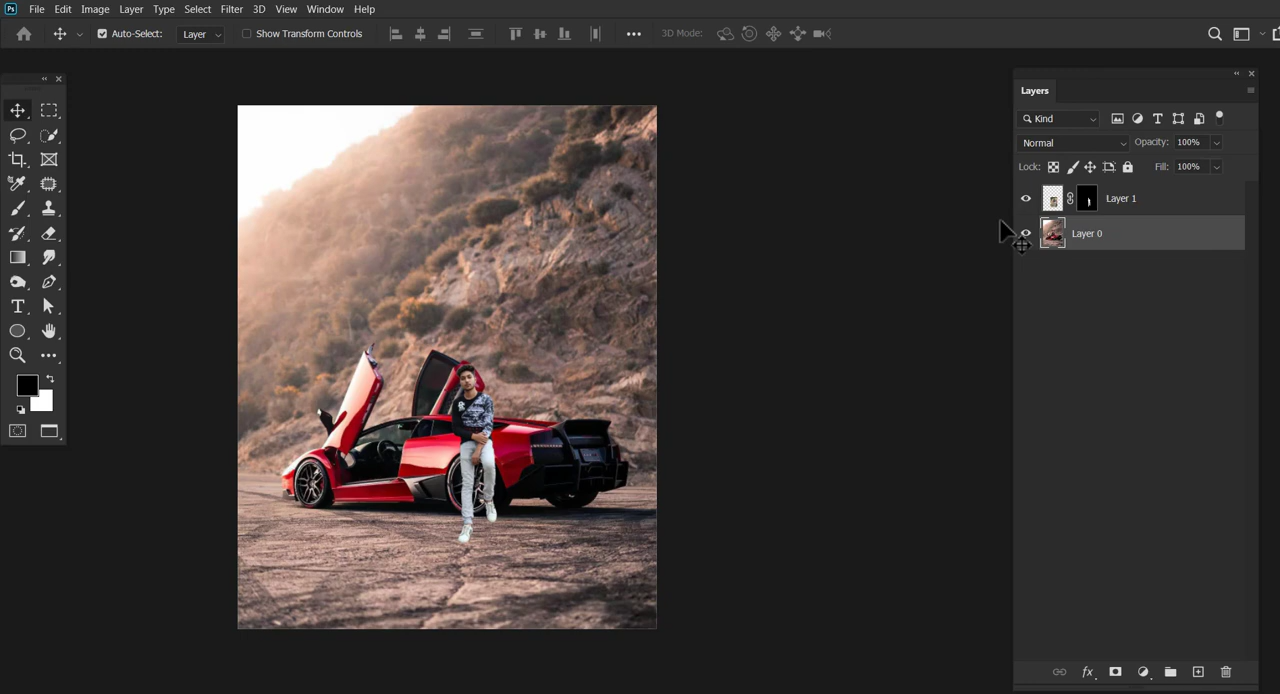 Ps File Edit Image Layer Type Select Filter 3D View Window Help
Auto-Select: Layer Show Transform Controls 3D Mode:
Layers
Kind
Normal Opacity: 100%
Lock: Fill: 100%
Layer 1
Layer 0